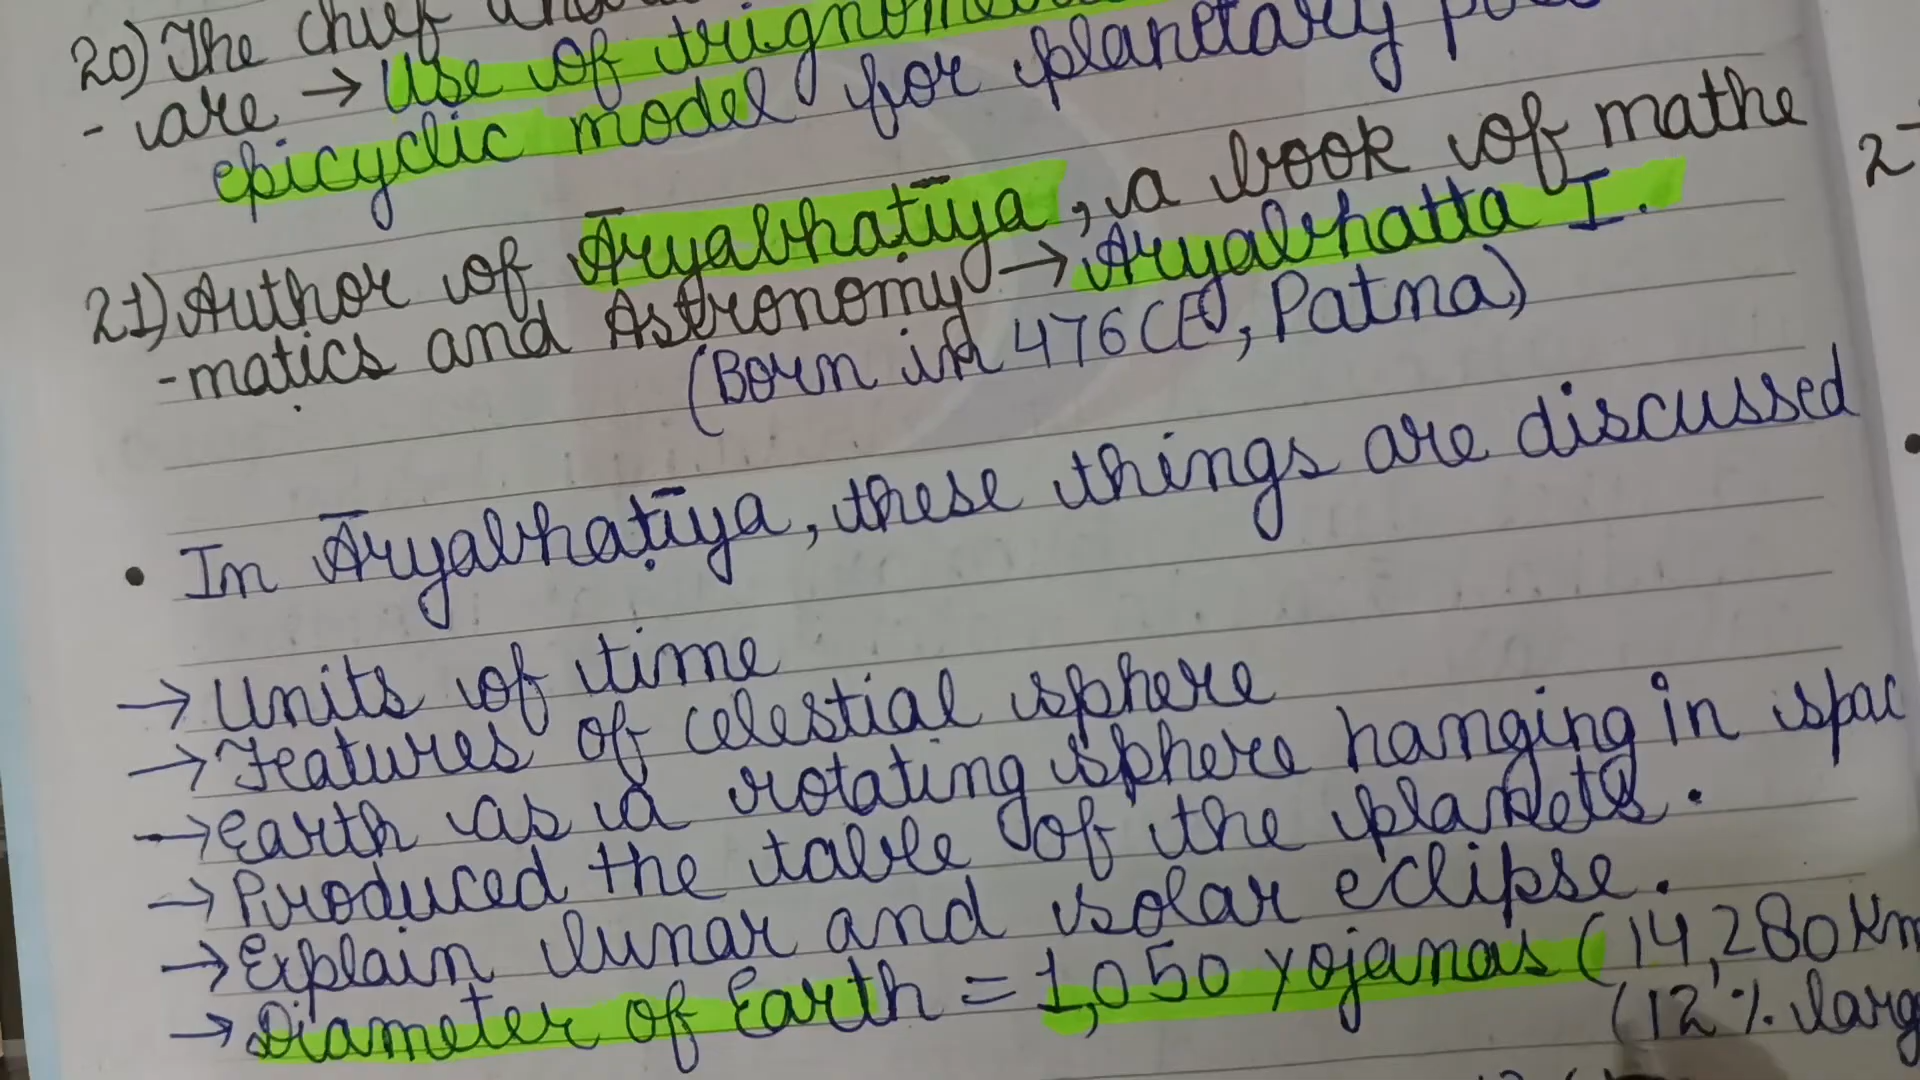 20) The chief
- are → Use of
epicyclic model for planetary
21) Author of Āryabhaṭīya, a book of mathe
-matics and Astronomy → Aryabhatta I.
(Born in 476 CE, Patna)
• In Āryabhaṭīya, these things are discussed
→ Units of time
→ Features of celestial sphere
→ Earth as a rotating sphere hanging in spac
→ Produced the table of the planets.
→ Explain lunar and solar eclipse.
→ Diameter of Earth = 1,050 yojanas (14,280 Km
(12% larg